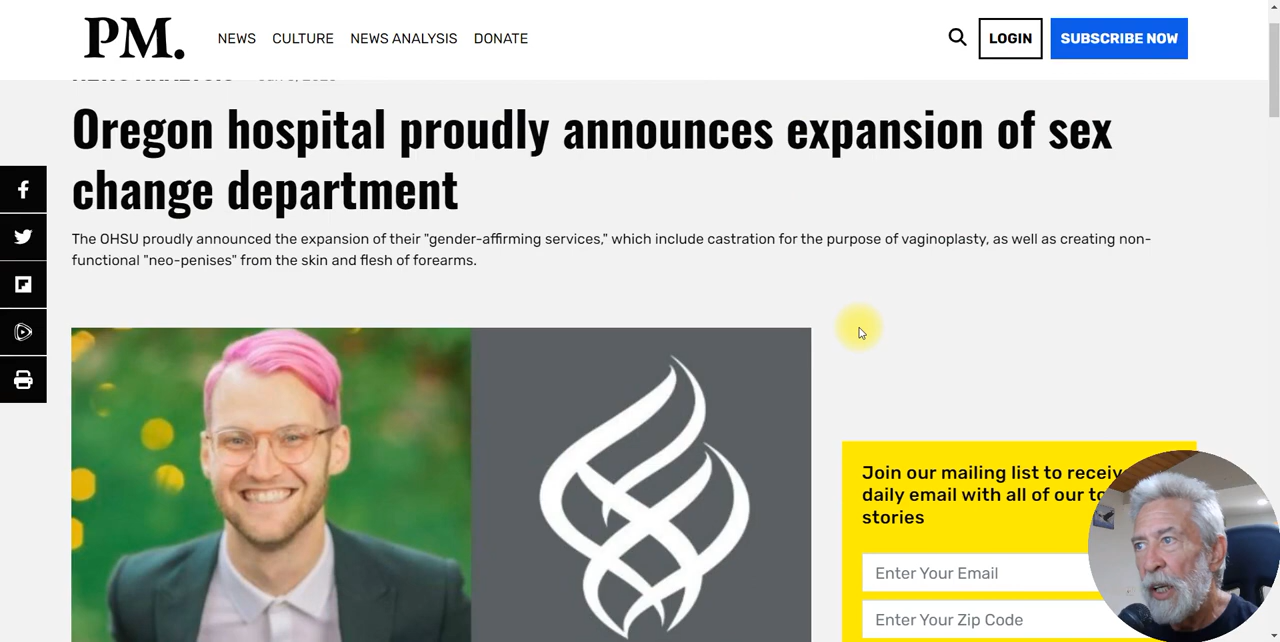 PM.
NEWS CULTURE NEWS ANALYSIS DONATE
LOGIN
SUBSCRIBE NOW
Oregon hospital proudly announces expansion of sex
change department
The OHSU proudly announced the expansion of their "gender-affirming services," which include castration for the purpose of vaginoplasty, as well as creating non-
functional "neo-penises" from the skin and flesh of forearms.
Join our mailing list to receiv
daily email with all of our to
stories
Enter Your Email
Enter Your Zip Code